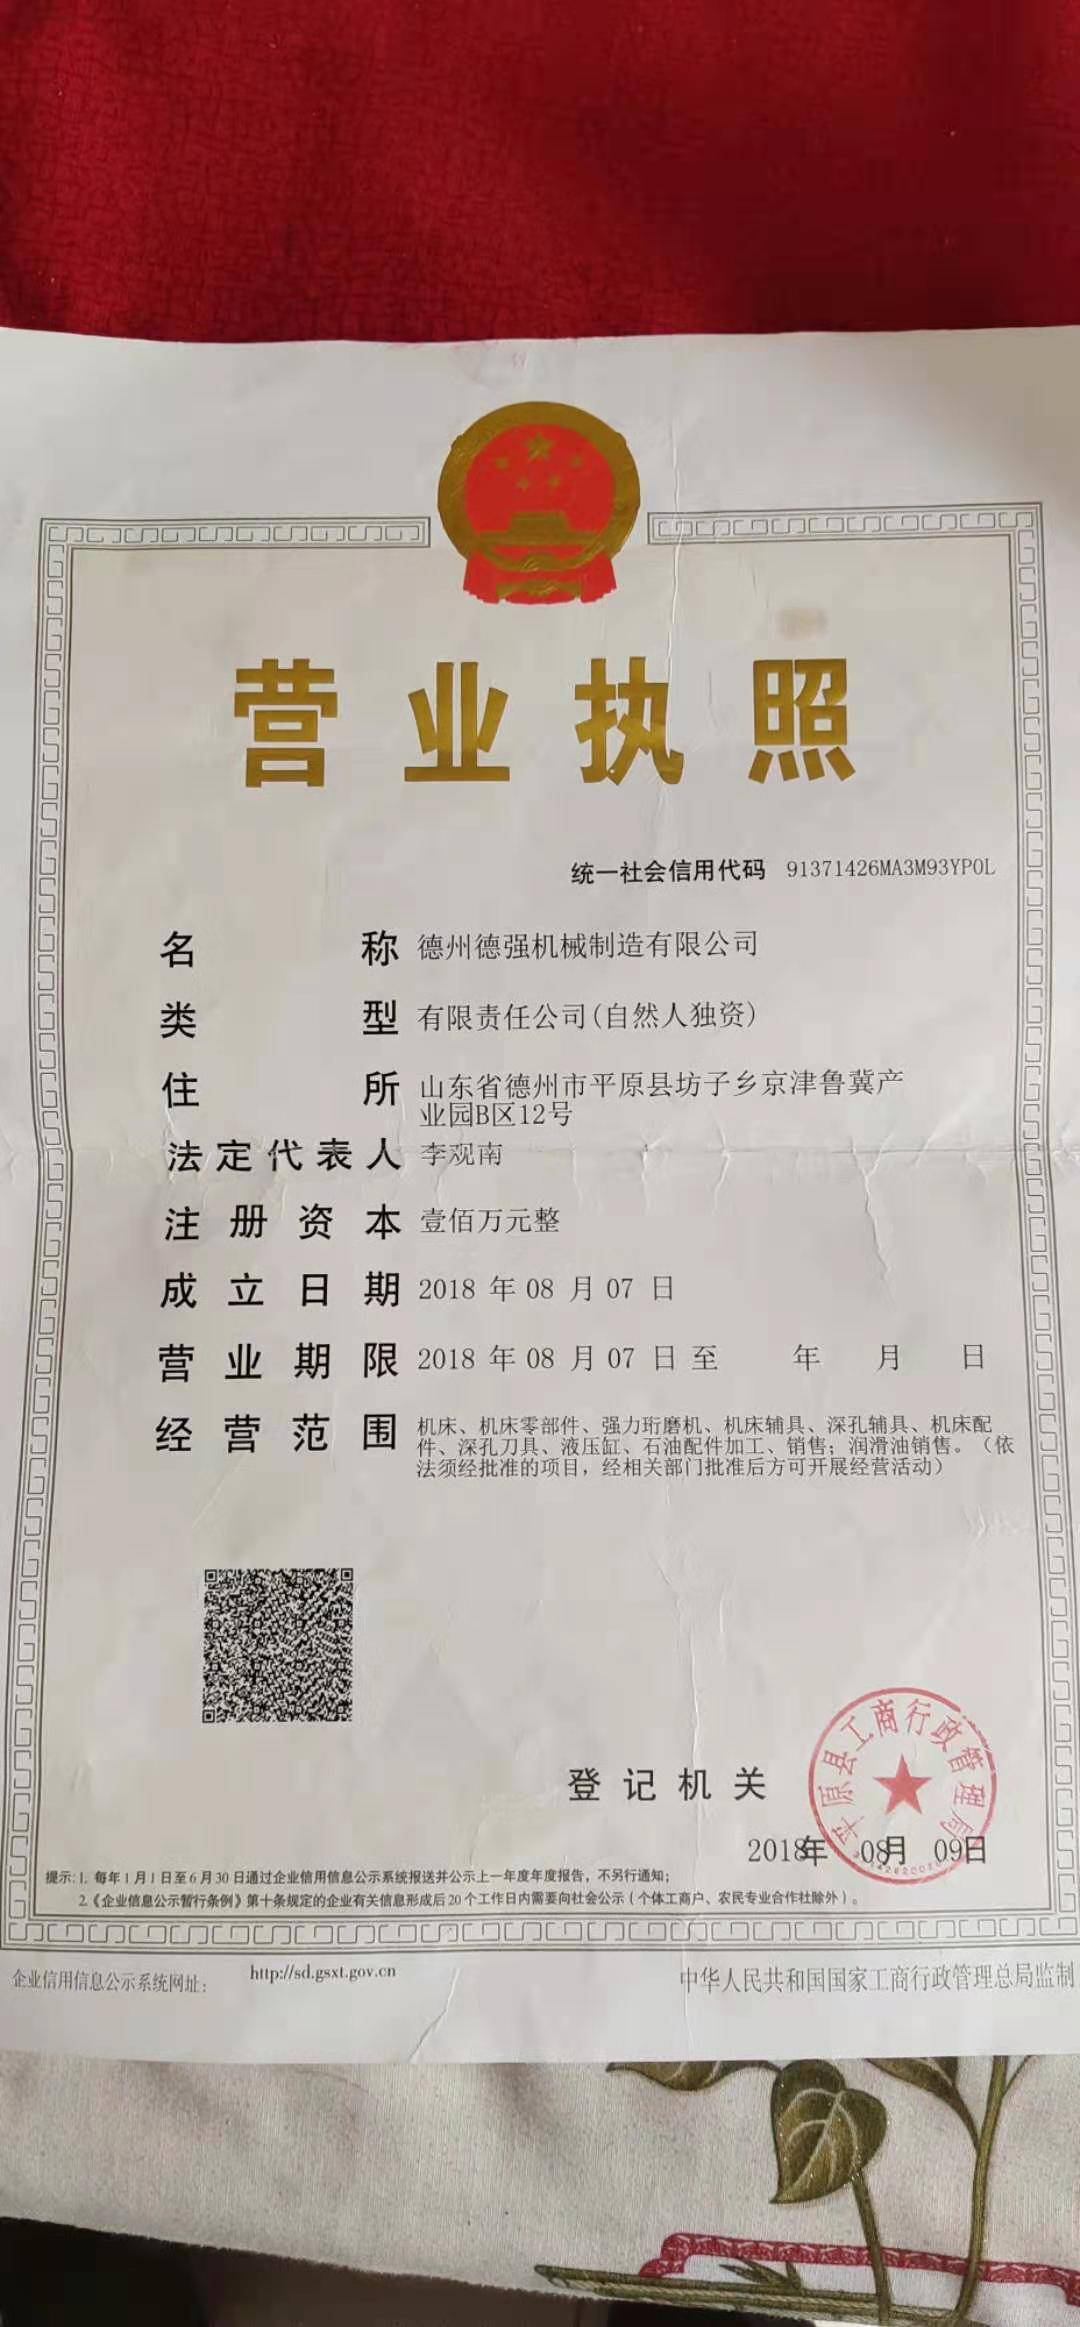 营业执照
统一社会信用代码 91371426MA3M93YP0L
名称 德州德强机械制造有限公司
类型 有限责任公司(自然人独资)
住所 山东省德州市平原县坊子乡京津鲁冀产
业园B区12号
法定代表人 李观南
注册资本 壹佰万元整
成立日期 2018 年 08 月 07 日
营业期限 2018 年 08 月 07 日 至 年 月 日
经营范围 机床、机床零部件、强力珩磨机、机床辅具、深孔辅具、机床配
件、深孔刀具、液压缸、石油配件加工、销售；润滑油销售。（依
法须经批准的项目，经相关部门批准后方可开展经营活动）
平原县工商行政管理局
登记机关
2018年 08月 09日
提示：1. 每年1月1日至6月30日通过企业信用信息公示系统报送并公示上一年度年度报告，不另行通知；
2.《企业信息公示暂行条例》第十条规定的企业有关信息形成后20个工作日内需要向社会公示（个体工商户、农民专业合作社除外）。
企业信用信息公示系统网址： http://sd.gsxt.gov.cn
中华人民共和国国家工商行政管理总局监制